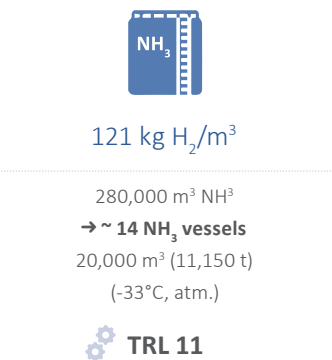 NH₃
121 kg H₂/m³
280,000 m³ NH³
→ ~ 14 NH₃ vessels
20,000 m³ (11,150 t)
(-33°C, atm.)
TRL 11